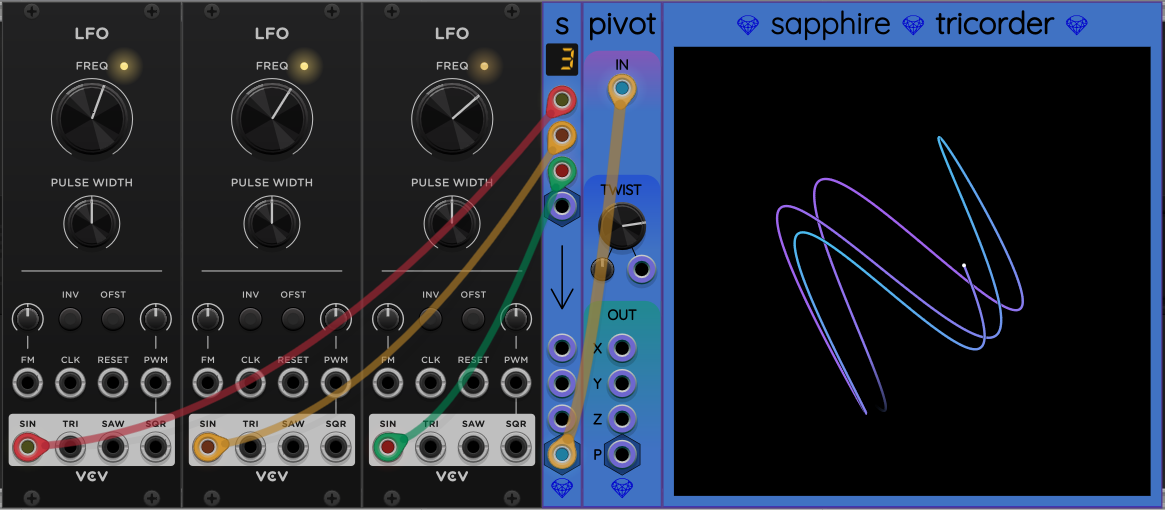 LFO LFO LFO s pivot sapphire tricorder
FREQ FREQ FREQ 3 IN
PULSE WIDTH PULSE WIDTH PULSE WIDTH TWIST
INV OFST INV OFST INV OFST OUT
FM CLK RESET PWM FM CLK RESET PWM FM CLK RESET PWM X
Y
Z
SIN TRI SAW SQR SIN TRI SAW SQR SIN TRI SAW SQR
P
VCV VCV VCV